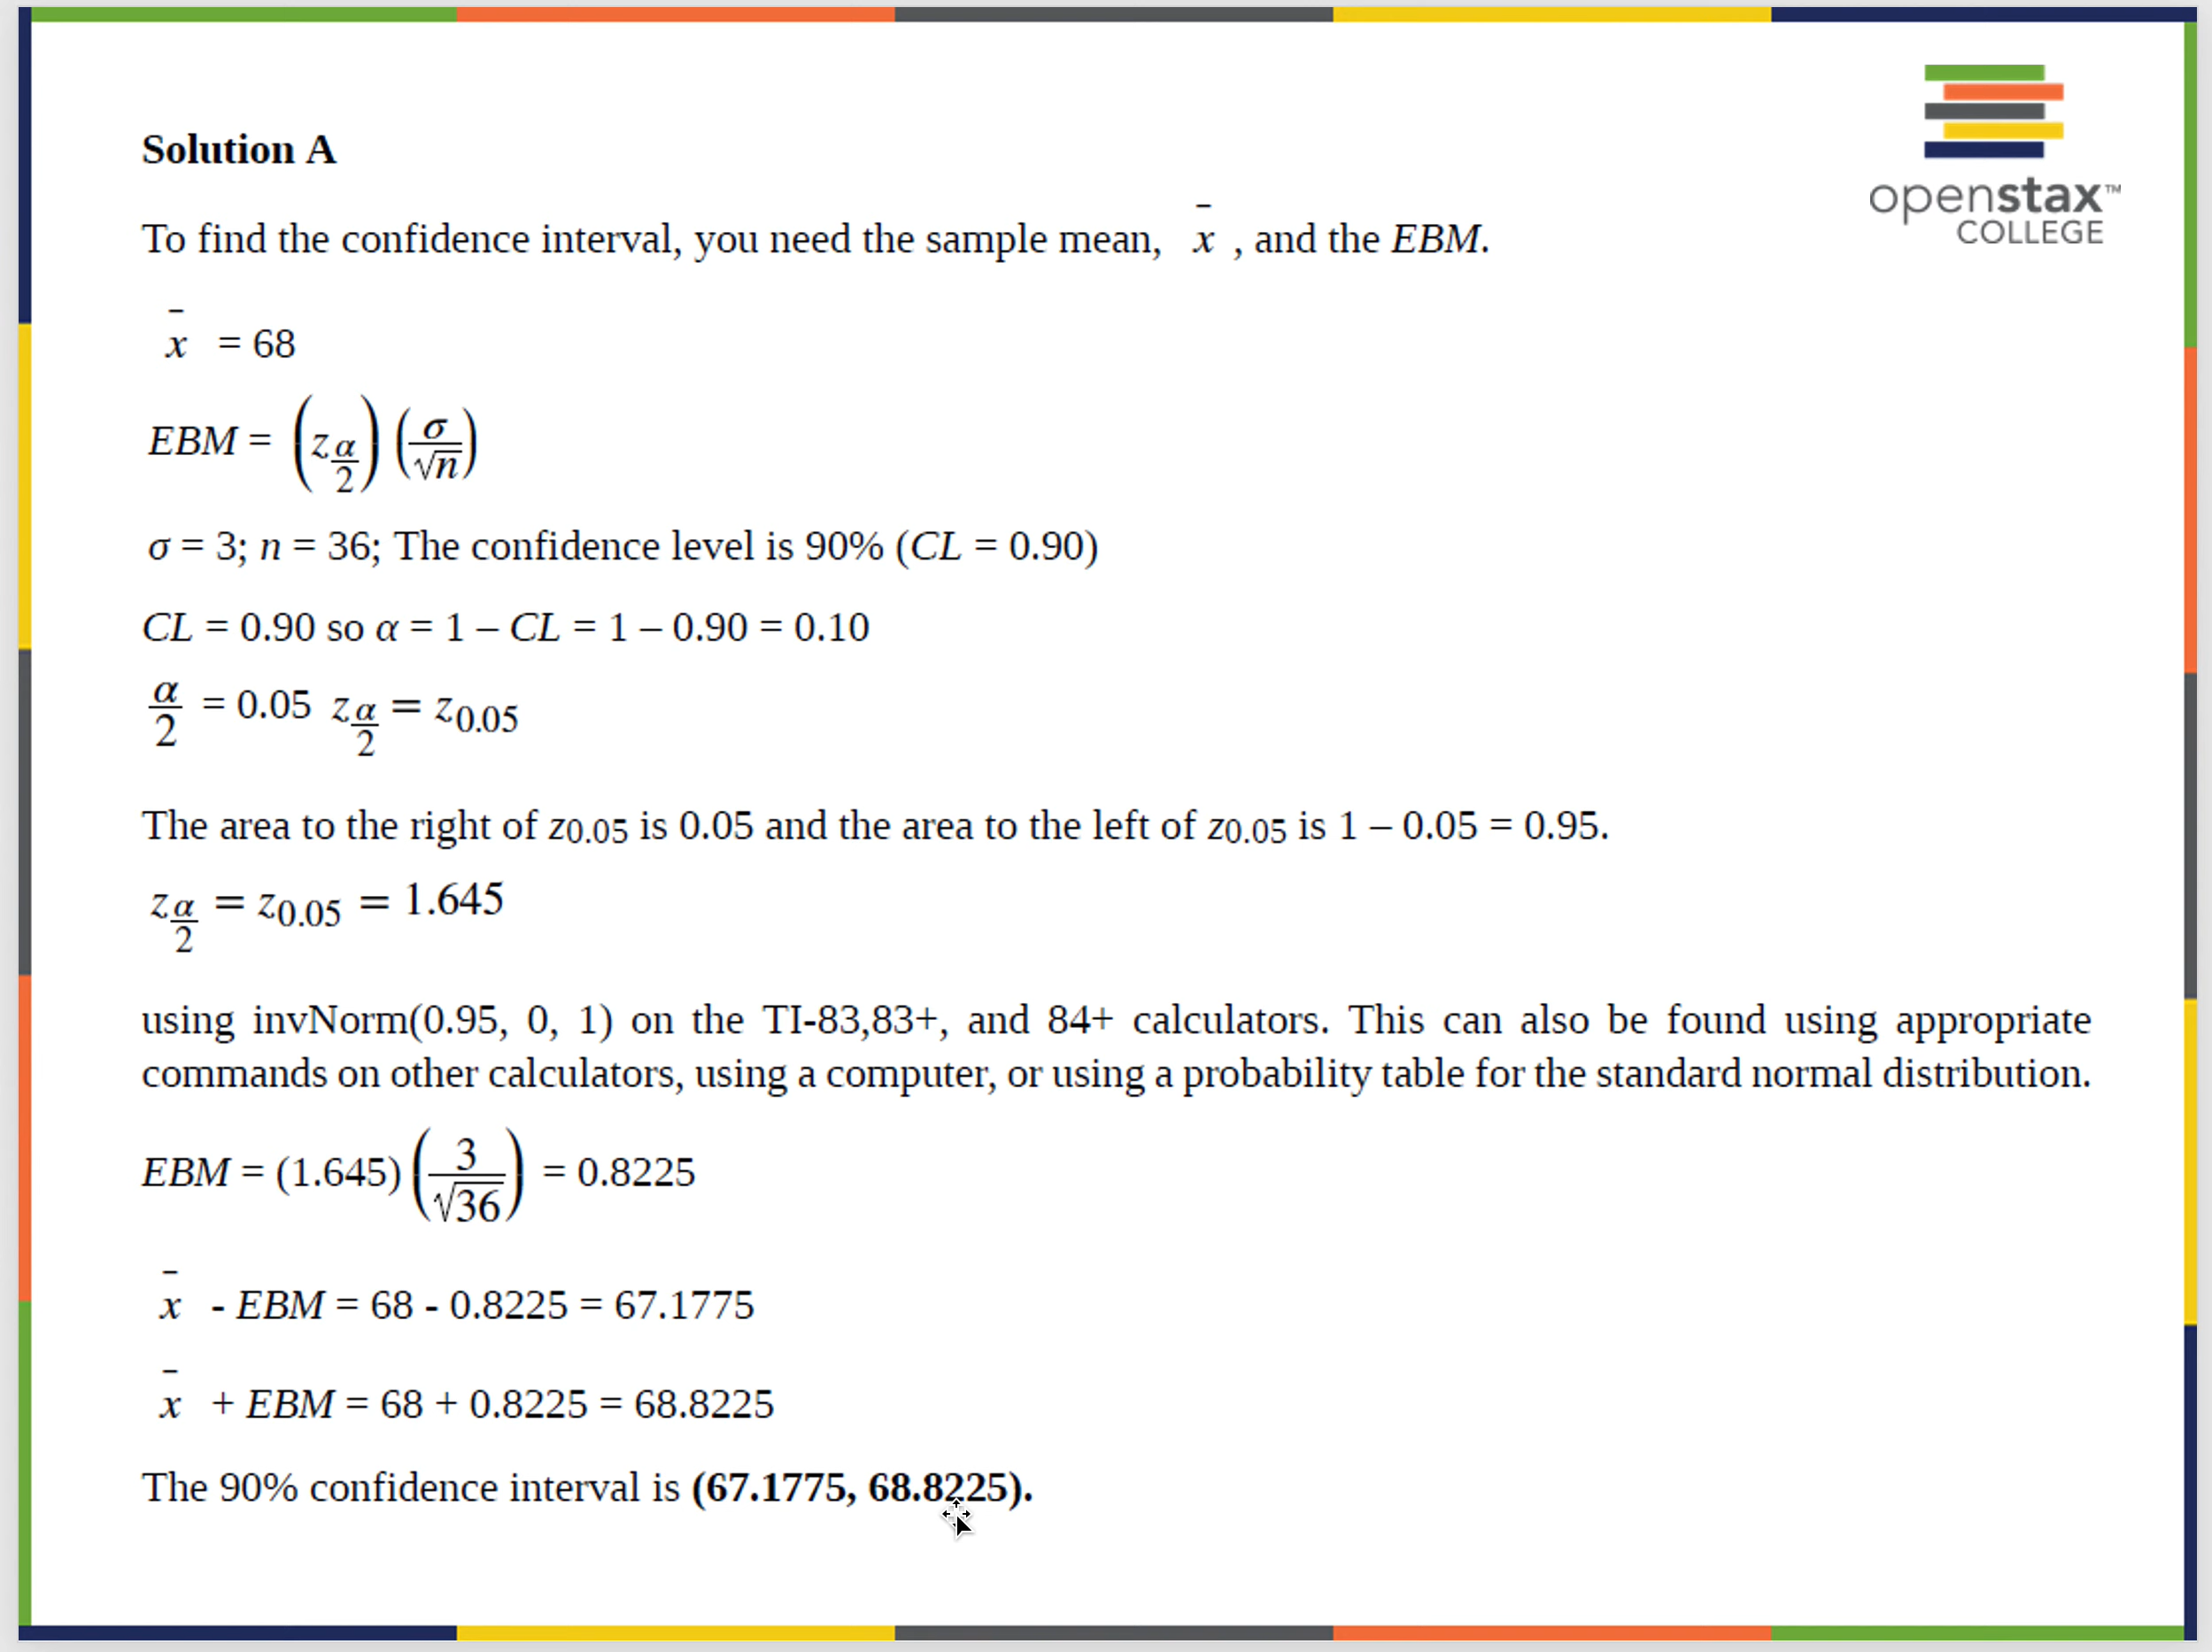 openstax™
COLLEGE
Solution A
To find the confidence interval, you need the sample mean, x̄ , and the EBM.
x̄ = 68
EBM = (z_{α/2}) (σ/√n)
σ = 3; n = 36; The confidence level is 90% (CL = 0.90)
CL = 0.90 so α = 1 – CL = 1 – 0.90 = 0.10
α/2 = 0.05 z_{α/2} = z_{0.05}
The area to the right of z_{0.05} is 0.05 and the area to the left of z_{0.05} is 1 – 0.05 = 0.95.
z_{α/2} = z_{0.05} = 1.645
using invNorm(0.95, 0, 1) on the TI-83,83+, and 84+ calculators. This can also be found using appropriate
commands on other calculators, using a computer, or using a probability table for the standard normal distribution.
EBM = (1.645) (3/√36) = 0.8225
x̄ - EBM = 68 - 0.8225 = 67.1775
x̄ + EBM = 68 + 0.8225 = 68.8225
The 90% confidence interval is (67.1775, 68.8225).